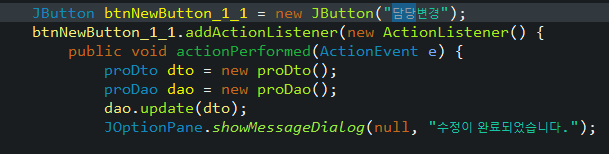 JButton btnNewButton_1_1 = new JButton("담당변경");
btnNewButton_1_1.addActionListener(new ActionListener() {
public void actionPerformed(ActionEvent e) {
proDto dto = new proDto();
proDao dao = new proDao();
dao.update(dto);
JOptionPane.showMessageDialog(null, "수정이 완료되었습니다.");